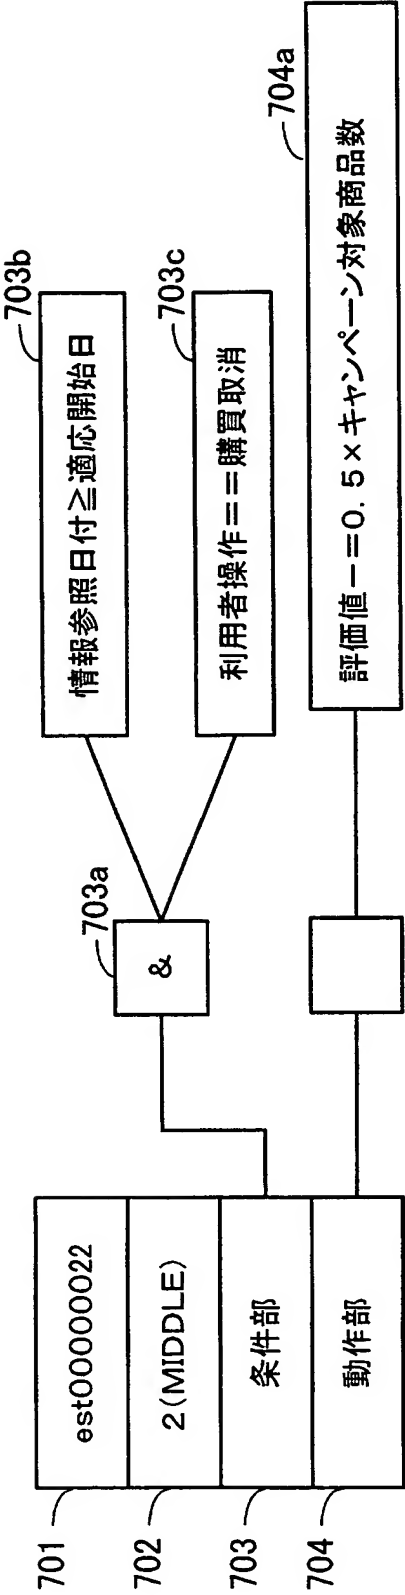 701
est00000022
702
2(MIDDLE)
703
条件部
704
動作部
703a
&
703b
情報参照日付≧適応開始日
703c
利用者操作==購買取消
704a
評価値-=0.5×キャンペーン対象商品数